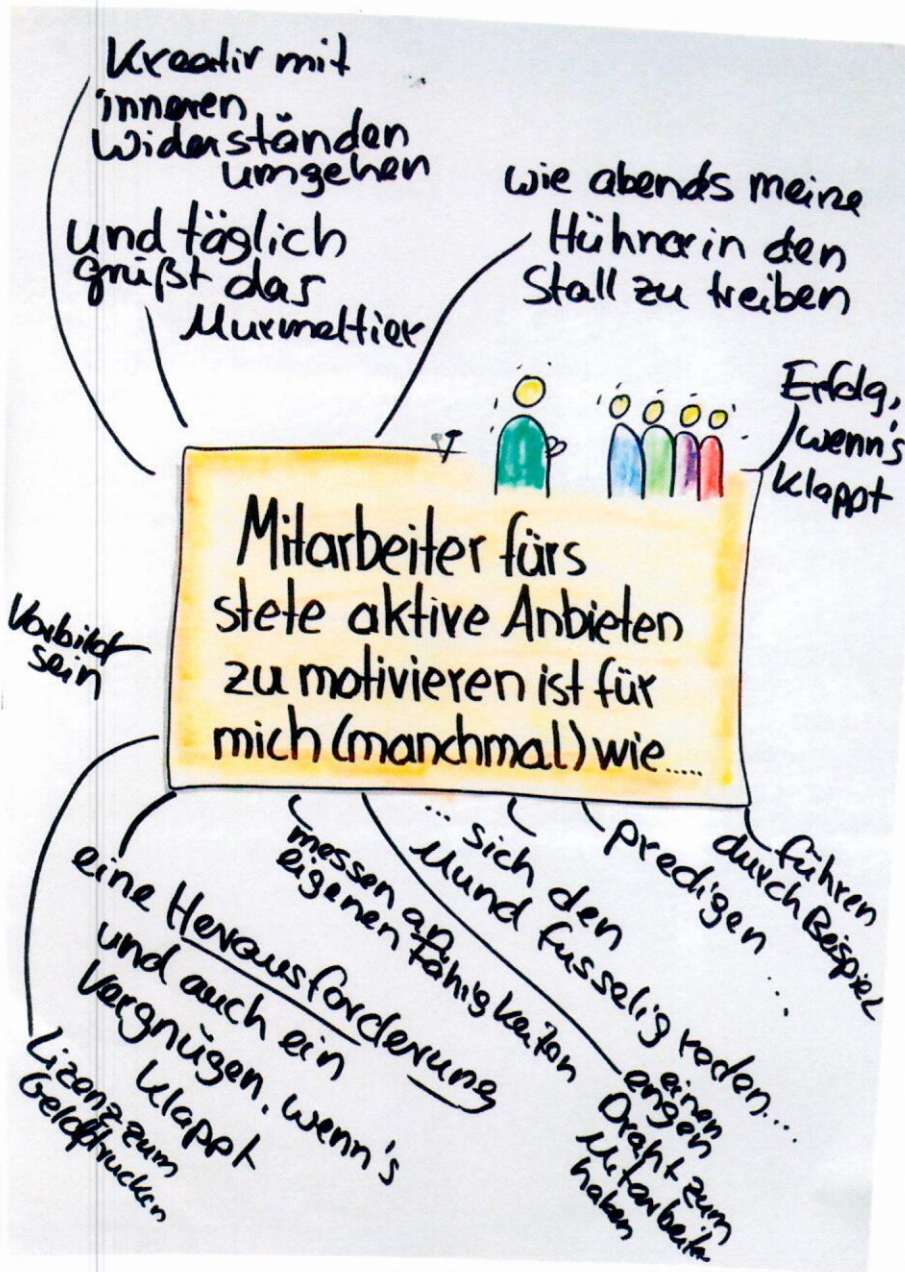 Kreativ mit
inneren
Widerständen
umgehen
und täglich
grüßt das
Murmeltier
wie abends meine
Hühner in den
Stall zu treiben
Erfolg,
wenn's
klappt
Mitarbeiter fürs
stete aktive Anbieten
zu motivieren ist für
mich (manchmal) wie.....
Vorbild
sein
Lizenz zum
Gelddrucken
eine Herausforderung
und auch ein
Vergnügen, wenn's
klappt
messen an
eigenen Fähigkeiten
... sich den
Mund fusselig reden....
einen
engen
Draht zum
Mitarbeiter
haben
predigen ...
führen
durch Beispiel